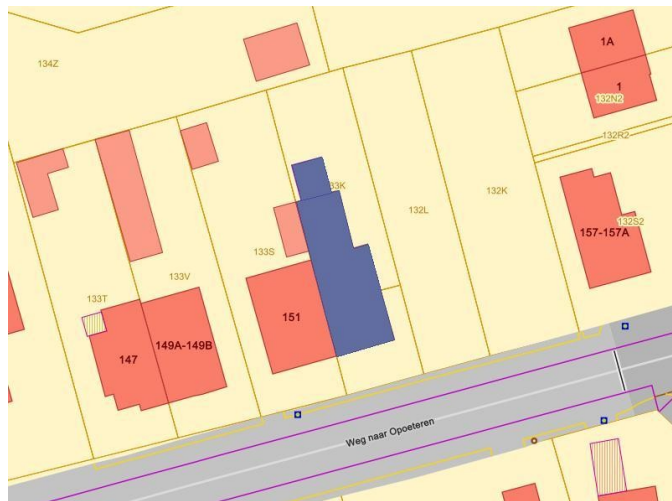 134Z
1A
1
132N2
132R2
33K
132L
132K
132S2
157-157A
133S
133V
133T
151
149A-149B
147
Weg naar Opoeteren